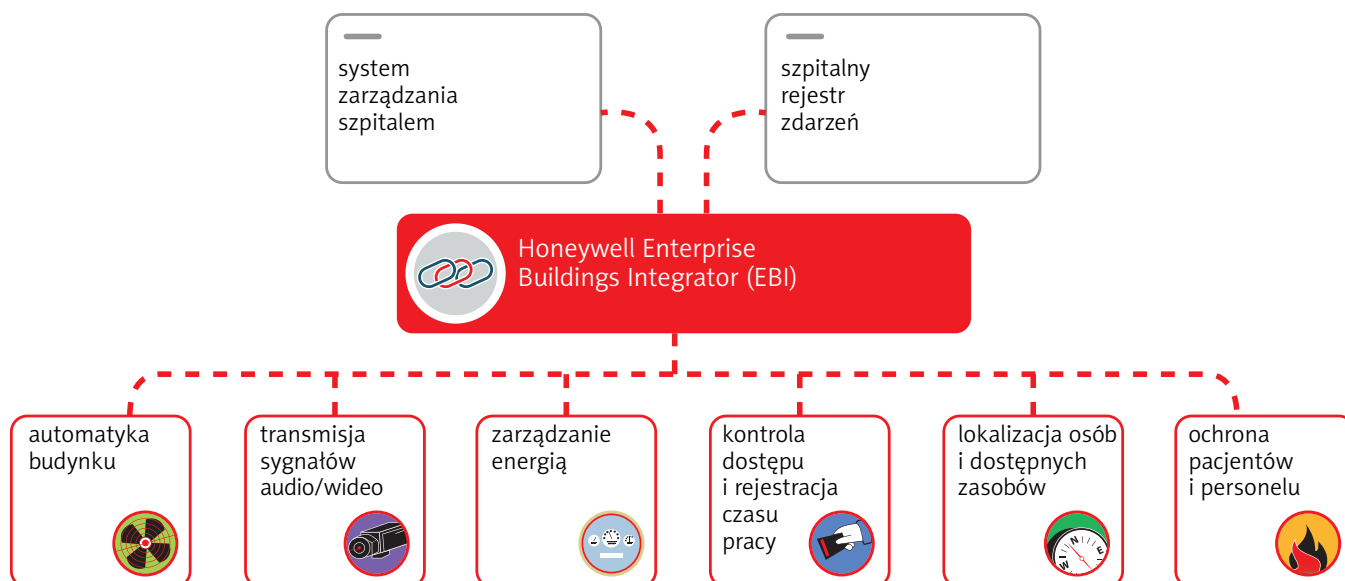 system
zarządzania
szpitalem
szpitalny
rejestr
zdarzeń
Honeywell Enterprise
Buildings Integrator (EBI)
automatyka
budynku
transmisja
sygnałów
audio/wideo
zarządzanie
energią
kontrola
dostępu
i rejestracja
czasu
pracy
lokalizacja osób
i dostępnych
zasobów
N
E
W
ochrona
pacjentów
i personelu